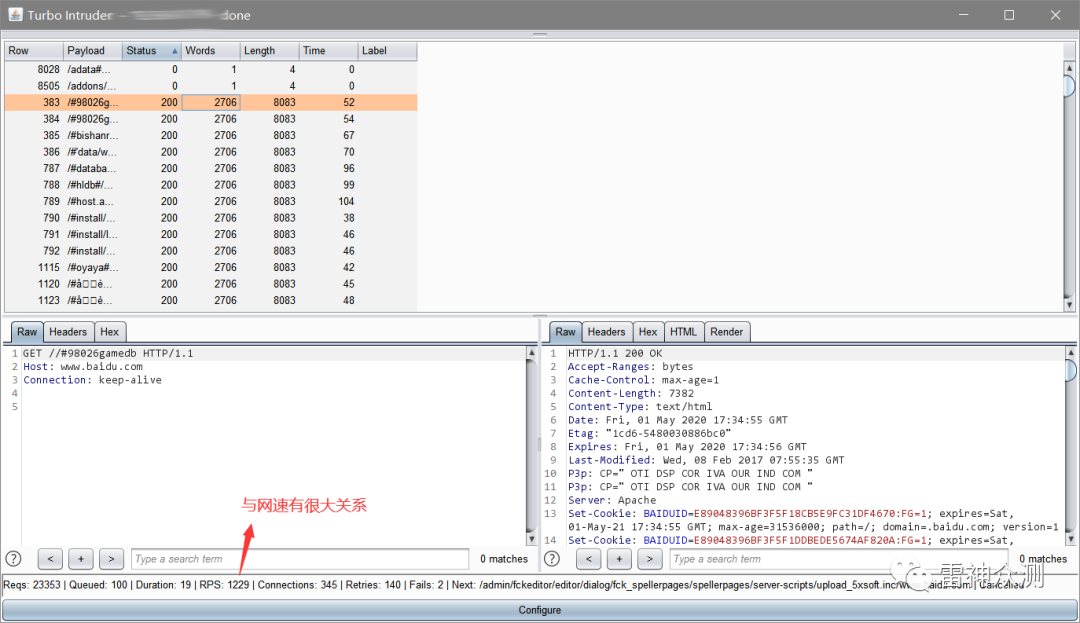 Turbo Intruder - done
Row Payload Status Words Length Time Label
8028 /adata#... 0 1 4 0
8505 /addons/... 0 1 4 0
383 /#98026g... 200 2706 8083 52
384 /#98026g... 200 2706 8083 54
385 /#bishanr... 200 2706 8083 67
386 /#'data/w... 200 2706 8083 70
787 /#databa... 200 2706 8083 96
788 /#hldb#/... 200 2706 8083 99
789 /#host.a... 200 2706 8083 104
790 /#install/... 200 2706 8083 38
791 /#install/l... 200 2706 8083 46
792 /#install/... 200 2706 8083 46
1115 /#oyaya#... 200 2706 8083 42
1120 /#å□□è... 200 2706 8083 45
1123 /#å□□è... 200 2706 8083 48
Raw Headers Hex
1 GET //#98026gamedb HTTP/1.1
2 Host: www.baidu.com
3 Connection: keep-alive
4
5
与网速有很大关系
? < + > Type a search term 0 matches
Raw Headers Hex HTML Render
1 HTTP/1.1 200 OK
2 Accept-Ranges: bytes
3 Cache-Control: max-age=1
4 Content-Length: 7382
5 Content-Type: text/html
6 Date: Fri, 01 May 2020 17:34:55 GMT
7 Etag: "1cd6-5480030886bc0"
8 Expires: Fri, 01 May 2020 17:34:56 GMT
9 Last-Modified: Wed, 08 Feb 2017 07:55:35 GMT
10 P3p: CP=" OTI DSP COR IVA OUR IND COM "
11 P3p: CP=" OTI DSP COR IVA OUR IND COM "
12 Server: Apache
13 Set-Cookie: BAIDUID=E89048396BF3F5F18CB5E9FC31DF4670:FG=1; expires=Sat,
01-May-21 17:34:55 GMT; max-age=31536000; path=/; domain=.baidu.com; version=1
14 Set-Cookie: BAIDUID=E89048396BF3F5F1DDBEDE5674AF820A:FG=1; expires=Sat,
? < + > Type a search term 0 matches
雷神众测
Reqs: 23353 | Queued: 100 | Duration: 19 | RPS: 1229 | Connections: 345 | Retries: 140 | Fails: 2 | Next: /admin/fckeditor/editor/dialog/fck_spellerpages/spellerpages/server-scripts/upload_5xsoft.inc/www.baidu.com | Cancelled
Configure